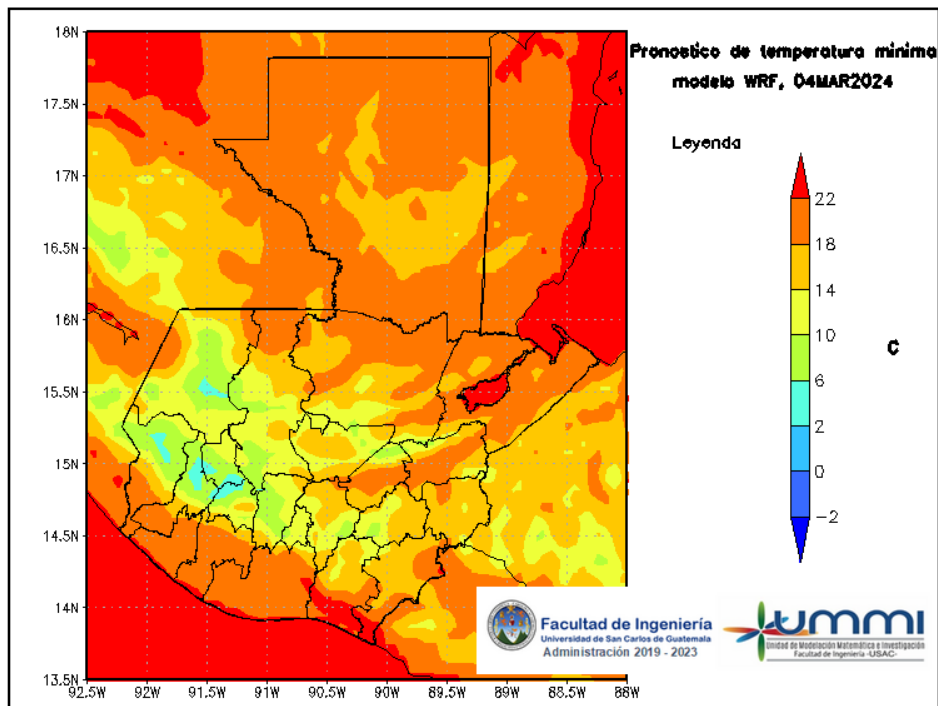 Pronostico de temperatura minima
modelo WRF, 04MAR2024
Leyenda
22
18
14
10
6
2
0
−2
C
18N
17.5N
17N
16.5N
16N
15.5N
15N
14.5N
14N
13.5N
92.5W 92W 91.5W 91W 90.5W 90W 89.5W 89W 88.5W 88W
Facultad de Ingeniería
Universidad de San Carlos de Guatemala
Administración 2019 - 2023
UMMI
Unidad de Modelación Matemática e Investigación
Facultad de Ingeniería -USAC-